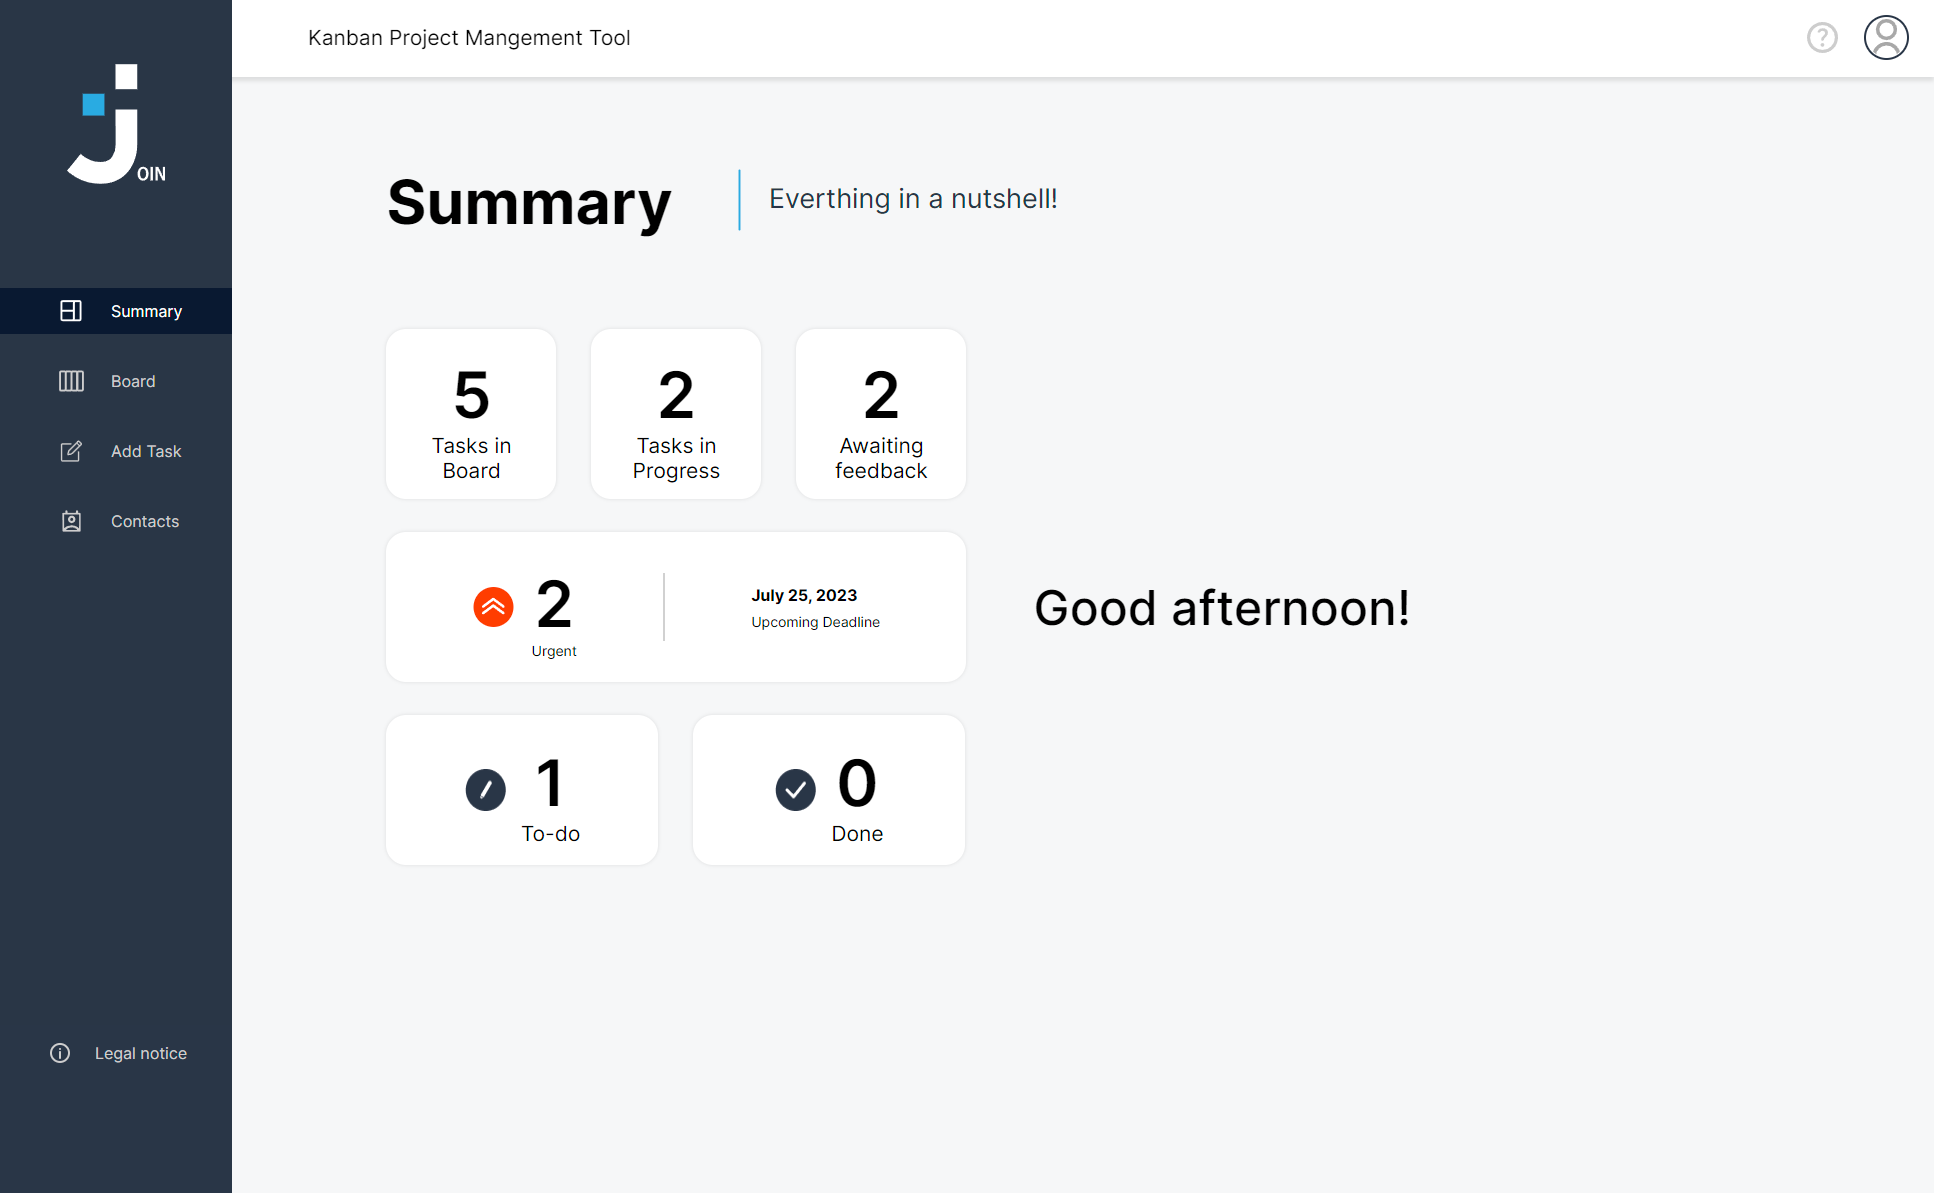 OIN
Kanban Project Mangement Tool
Summary
Board
Add Task
Contacts
Legal notice
Summary
Everthing in a nutshell!
5
Tasks in
Board
2
Tasks in
Progress
2
Awaiting
feedback
2
Urgent
July 25, 2023
Upcoming Deadline
Good afternoon!
1
To-do
0
Done